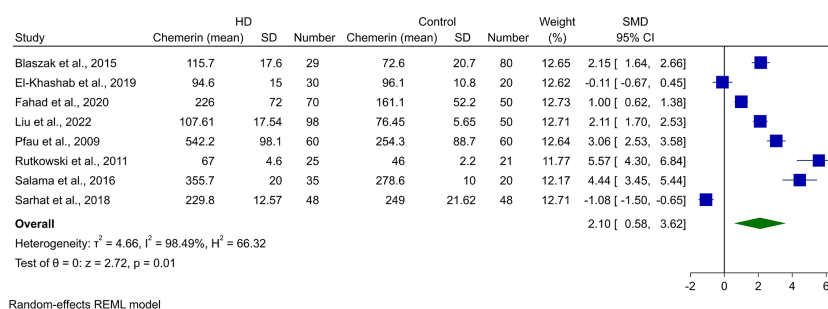 HD Control Weight SMD
Study Chemerin (mean) SD Number Chemerin (mean) SD Number (%) 95% CI
Blaszak et al., 2015 115.7 17.6 29 72.6 20.7 80 12.65 2.15 [ 1.64, 2.66]
El-Khashab et al., 2019 94.6 15 30 96.1 10.8 20 12.62 -0.11 [ -0.67, 0.45]
Fahad et al., 2020 226 72 70 161.1 52.2 50 12.73 1.00 [ 0.62, 1.38]
Liu et al., 2022 107.61 17.54 98 76.45 5.65 50 12.71 2.11 [ 1.70, 2.53]
Pfau et al., 2009 542.2 98.1 60 254.3 88.7 60 12.64 3.06 [ 2.53, 3.58]
Rutkowski et al., 2011 67 4.6 25 46 2.2 21 11.77 5.57 [ 4.30, 6.84]
Salama et al., 2016 355.7 20 35 278.6 10 20 12.17 4.44 [ 3.45, 5.44]
Sarhat et al., 2018 229.8 12.57 48 249 21.62 48 12.71 -1.08 [ -1.50, -0.65]
Overall 2.10 [ 0.58, 3.62]
Heterogeneity: τ² = 4.66, I² = 98.49%, H² = 66.32
Test of θ = 0: z = 2.72, p = 0.01
-2 0 2 4 6
Random-effects REML model